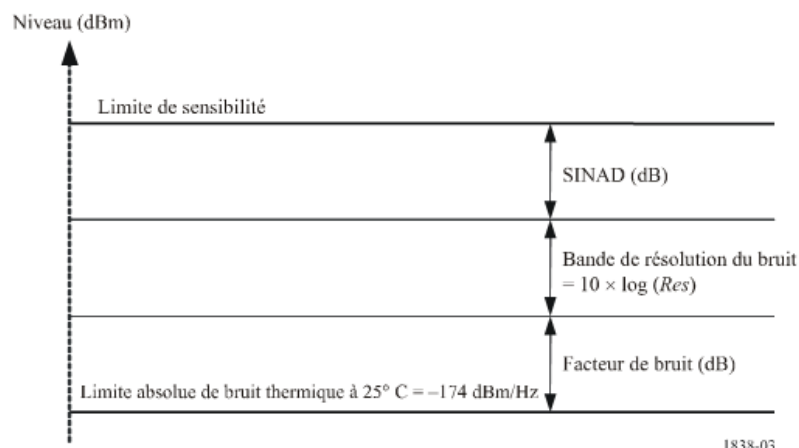 Niveau (dBm)
Limite de sensibilité
SINAD (dB)
Bande de résolution du bruit
= 10 × log (Res)
Facteur de bruit (dB)
Limite absolue de bruit thermique à 25° C = –174 dBm/Hz
1838-03